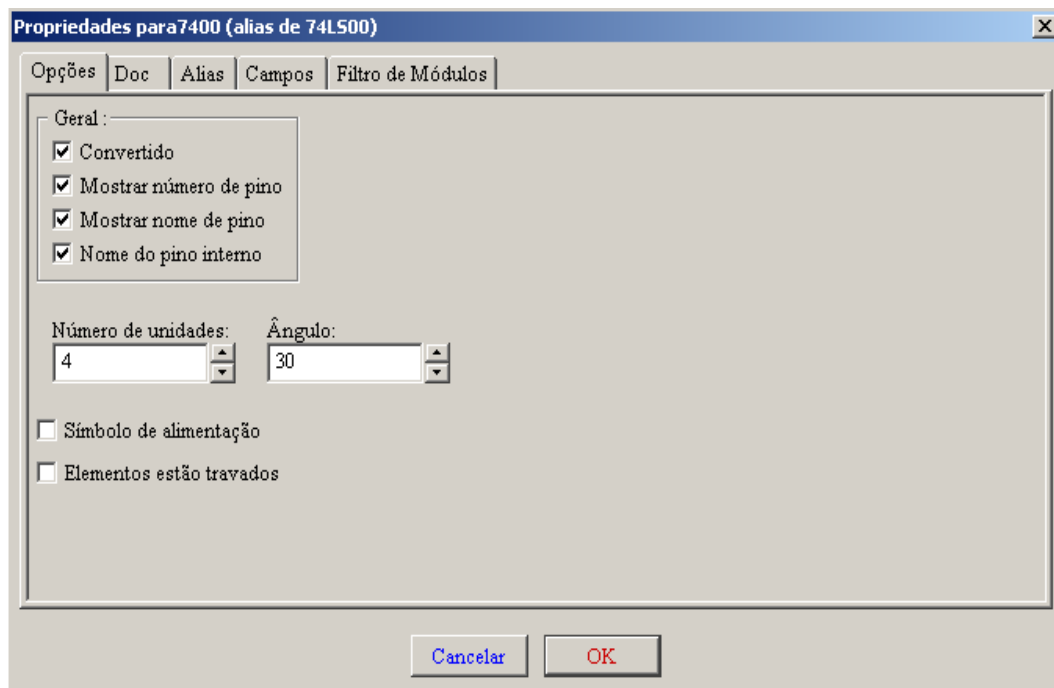 Propriedades para7400 (alias de 74LS00)
Opções Doc Alias Campos Filtro de Módulos
Geral :
Convertido
Mostrar número de pino
Mostrar nome de pino
Nome do pino interno
Número de unidades: Ângulo:
4 30
Símbolo de alimentação
Elementos estão travados
Cancelar OK